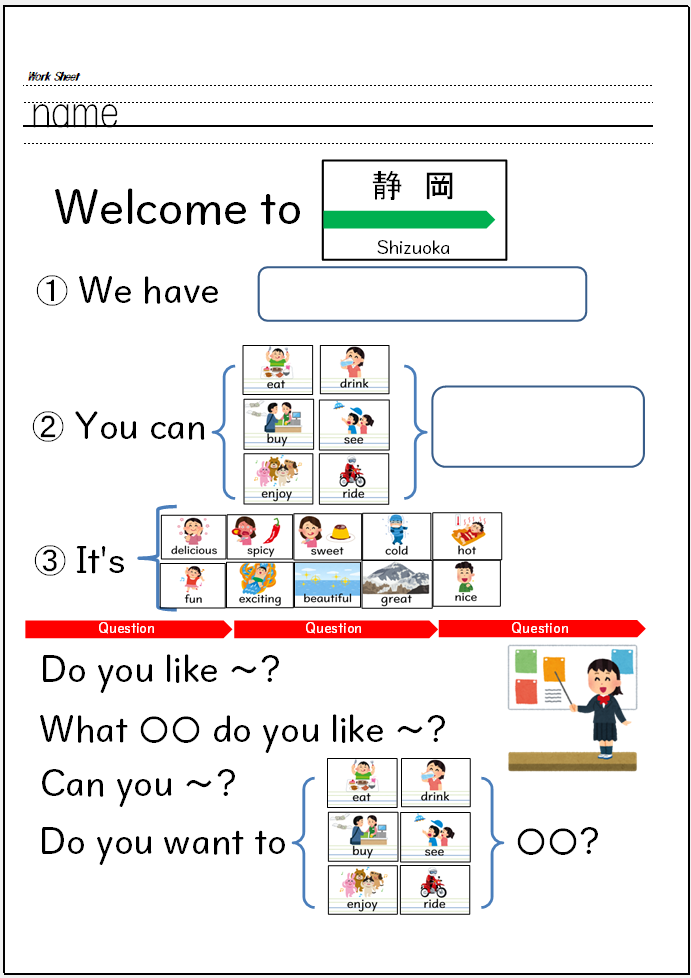 Work Sheet
name
Welcome to
静 岡
Shizuoka
① We have
② You can
eat drink
buy see
enjoy ride
③ It's
delicious spicy sweet cold hot
fun exciting beautiful great nice
Question Question Question
Do you like ～?
What ○○ do you like ～?
Can you ～?
Do you want to
eat drink
buy see
enjoy ride
○○?